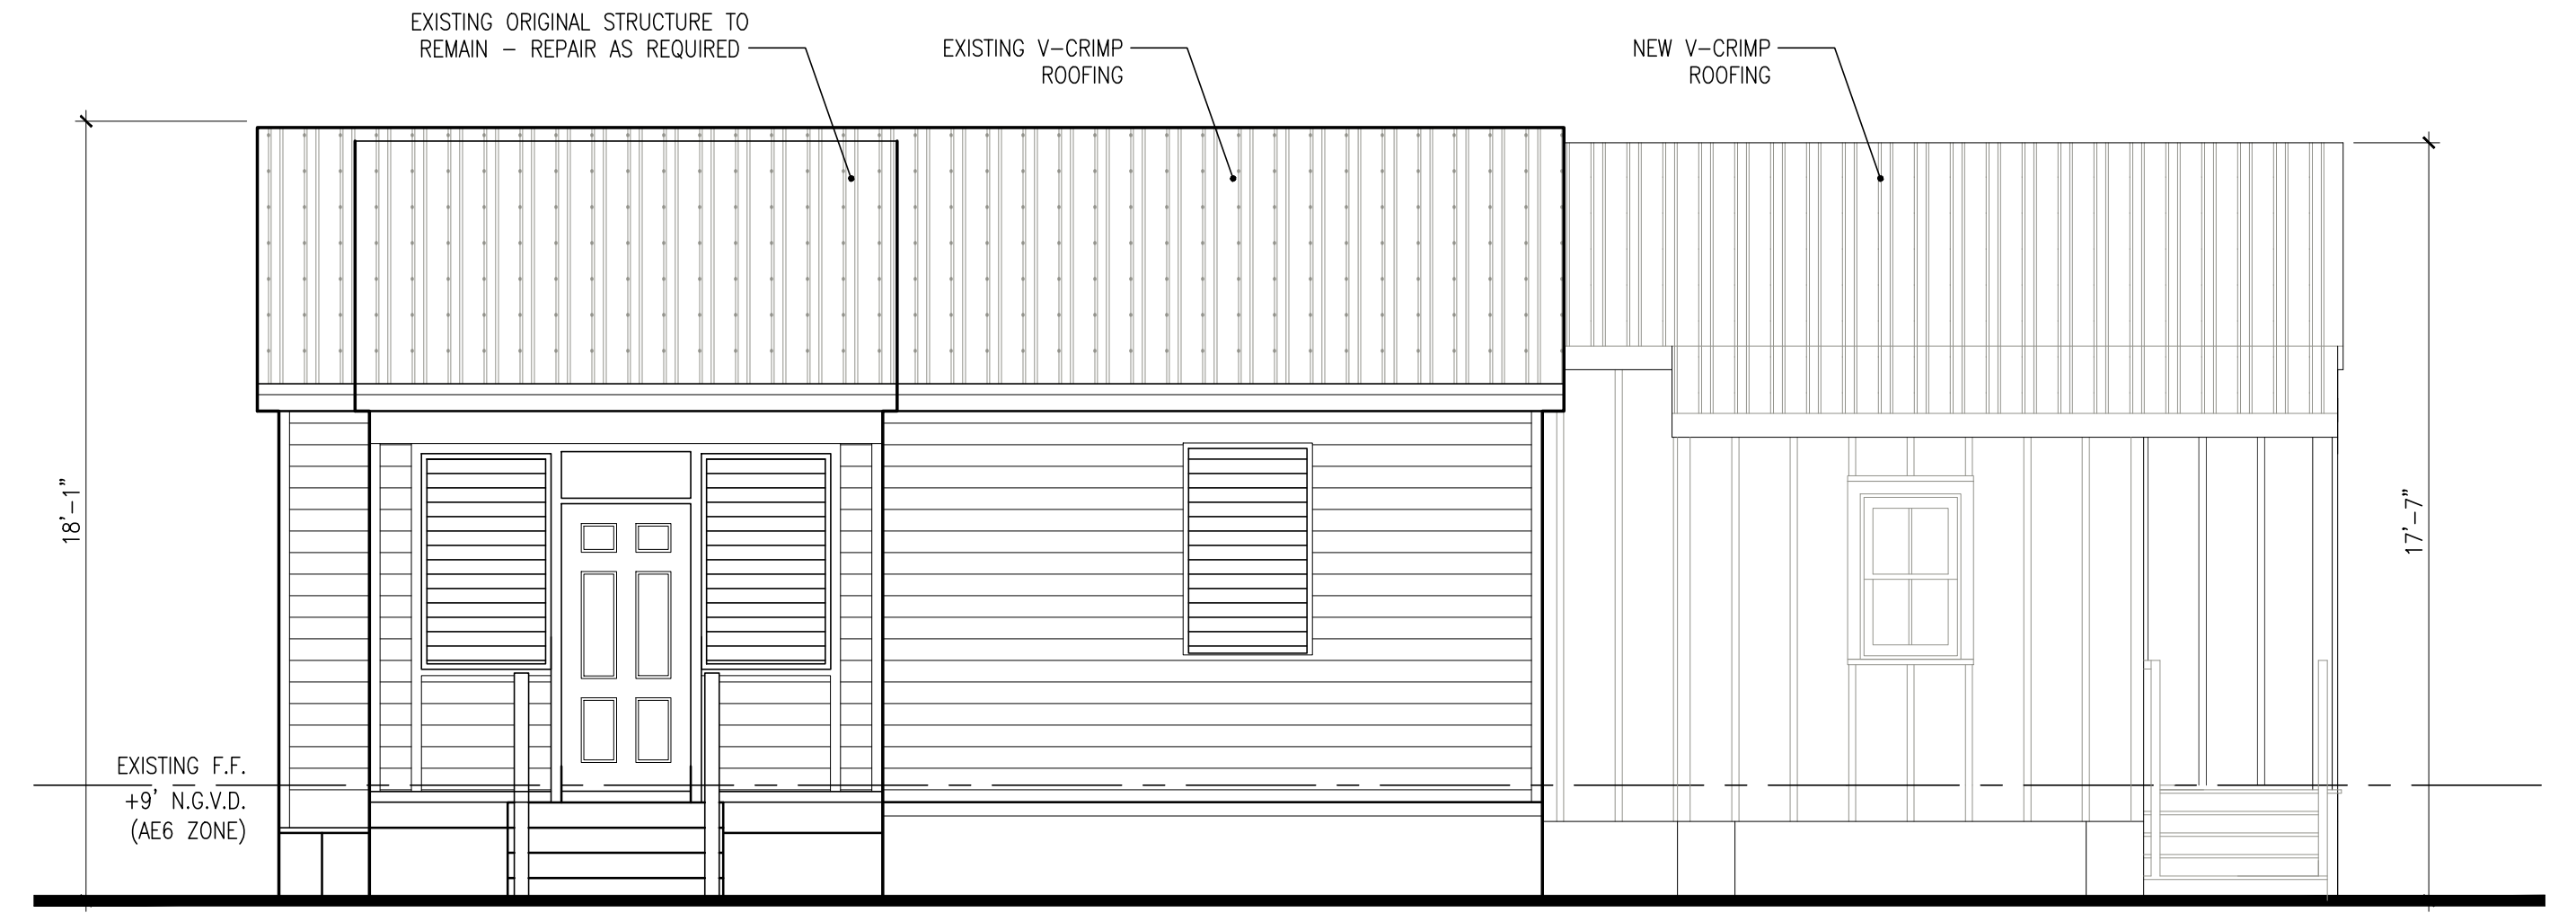 EXISTING ORIGINAL STRUCTURE TO
REMAIN – REPAIR AS REQUIRED
EXISTING V–CRIMP
ROOFING
NEW V–CRIMP
ROOFING
18'–1"
17'–7"
EXISTING F.F.
+9' N.G.V.D.
(AE6 ZONE)